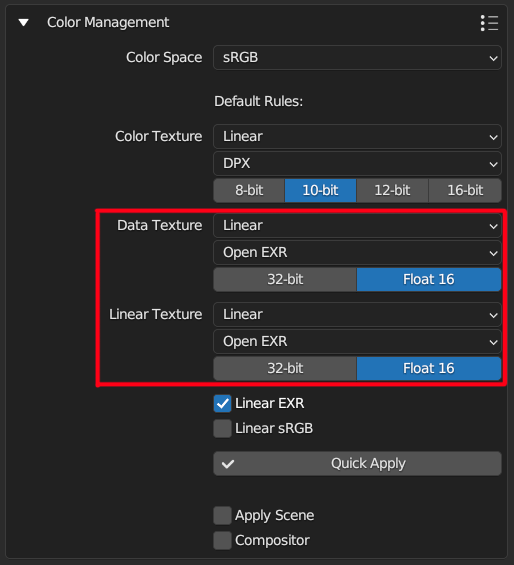 Color Management
Color Space sRGB
Default Rules:
Color Texture Linear
DPX
8-bit 10-bit 12-bit 16-bit
Data Texture Linear
Open EXR
32-bit Float 16
Linear Texture Linear
Open EXR
32-bit Float 16
Linear EXR
Linear sRGB
Quick Apply
Apply Scene
Compositor